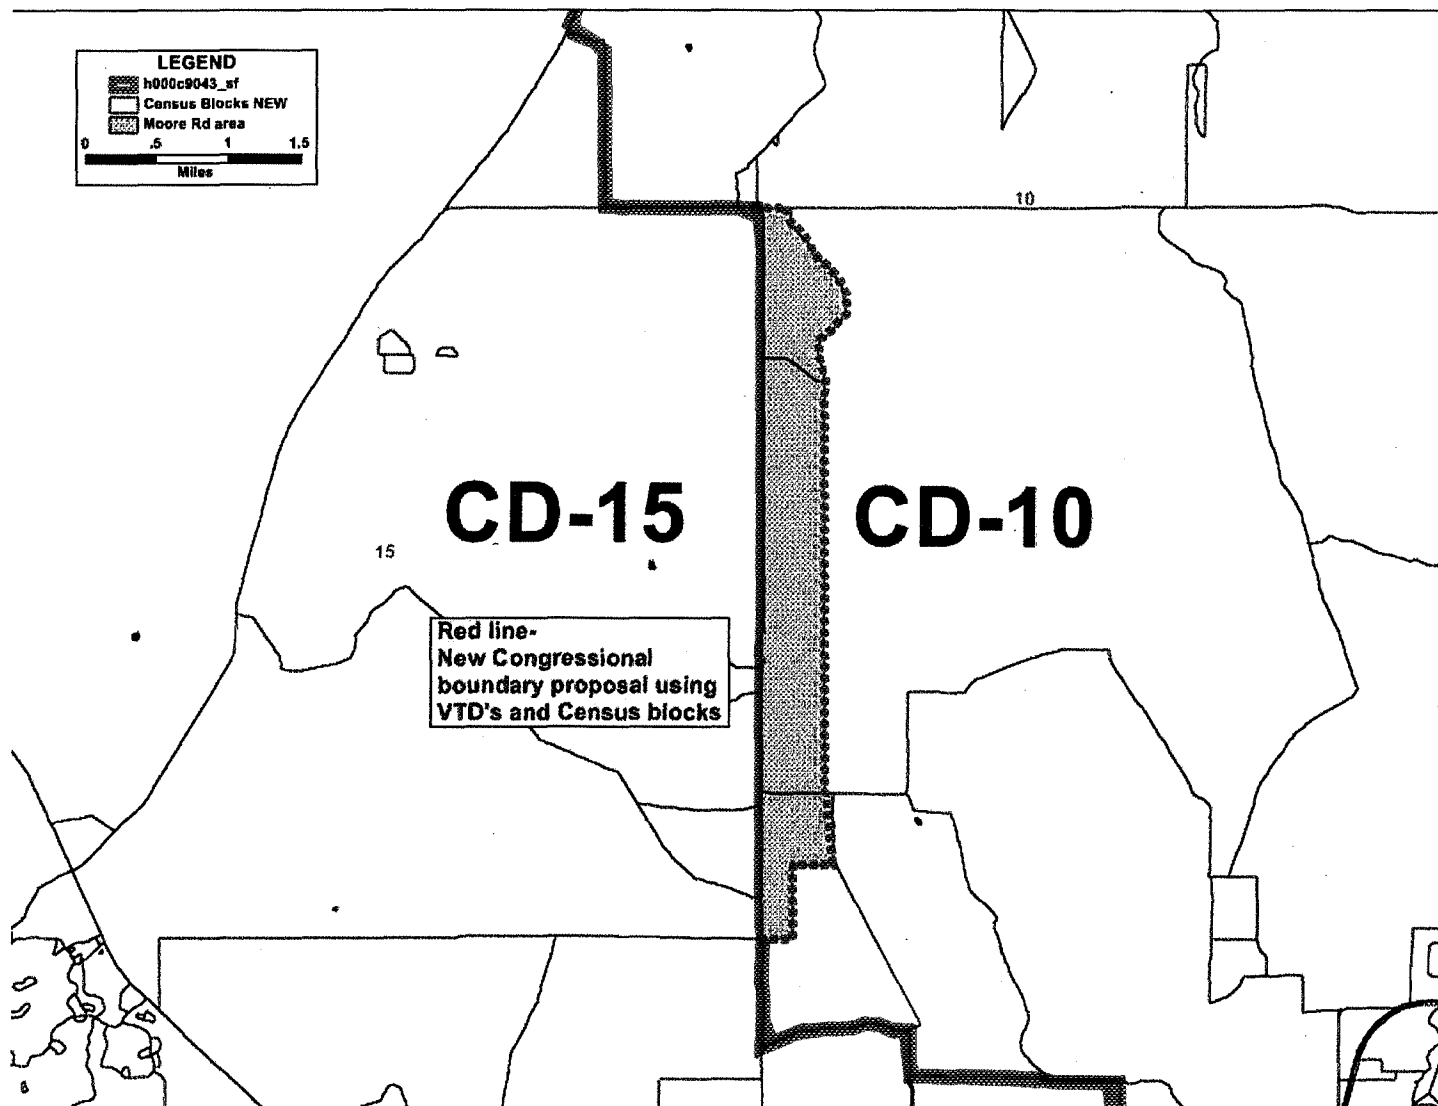 LEGEND
h000c9043_sf
Census Blocks NEW
Moore Rd area
0 .5 1 1.5
Miles
10
CD-15
CD-10
15
Red line-
New Congressional
boundary proposal using
VTD's and Census blocks